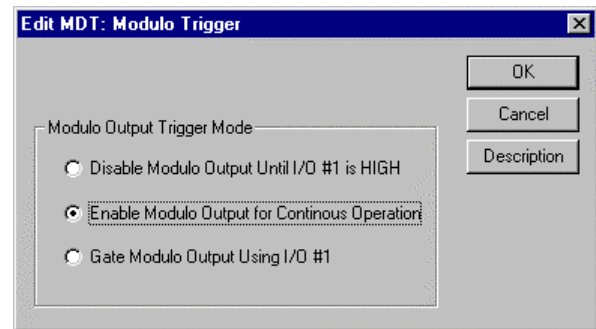 Edit MDT: Modulo Trigger
OK
Cancel
Description
Modulo Output Trigger Mode
Disable Modulo Output Until I/O #1 is HIGH
Enable Modulo Output for Continous Operation
Gate Modulo Output Using I/O #1